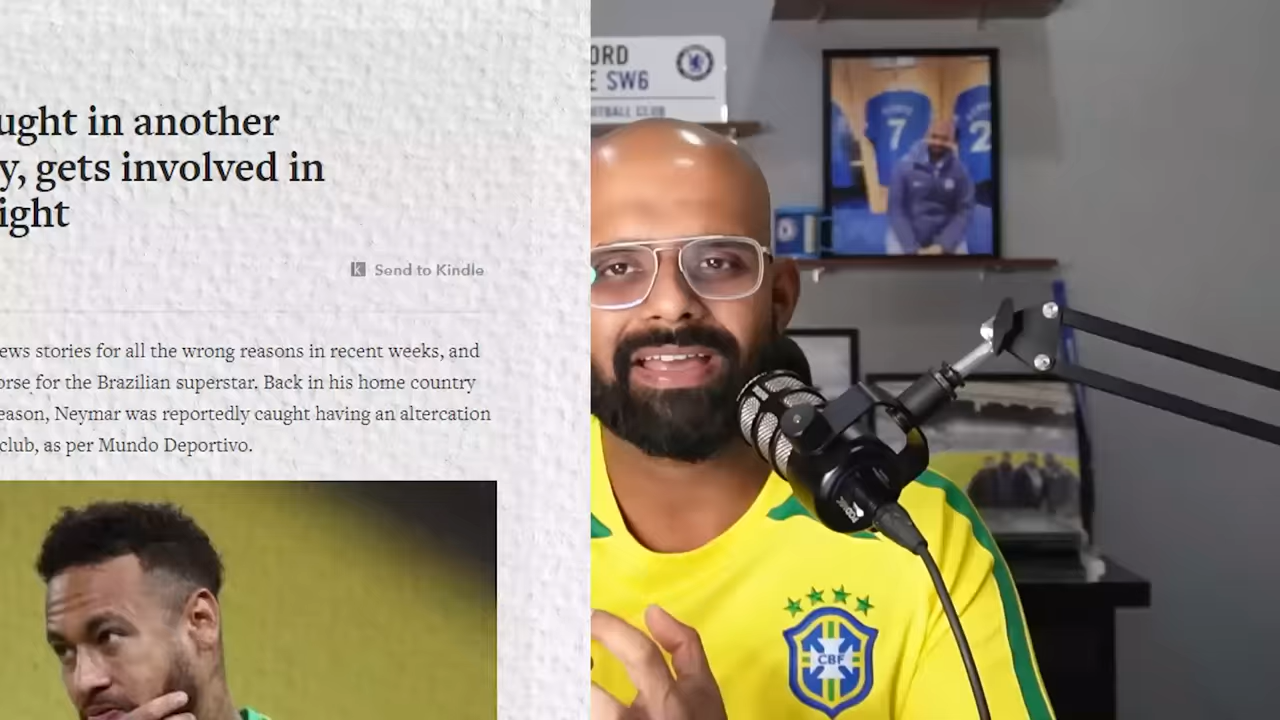 ught in another
y, gets involved in
ight
Send to Kindle
ews stories for all the wrong reasons in recent weeks, and
orse for the Brazilian superstar. Back in his home country
eason, Neymar was reportedly caught having an altercation
club, as per Mundo Deportivo.
ORD
E SW6
TBALL CLUB
7
2
CBF